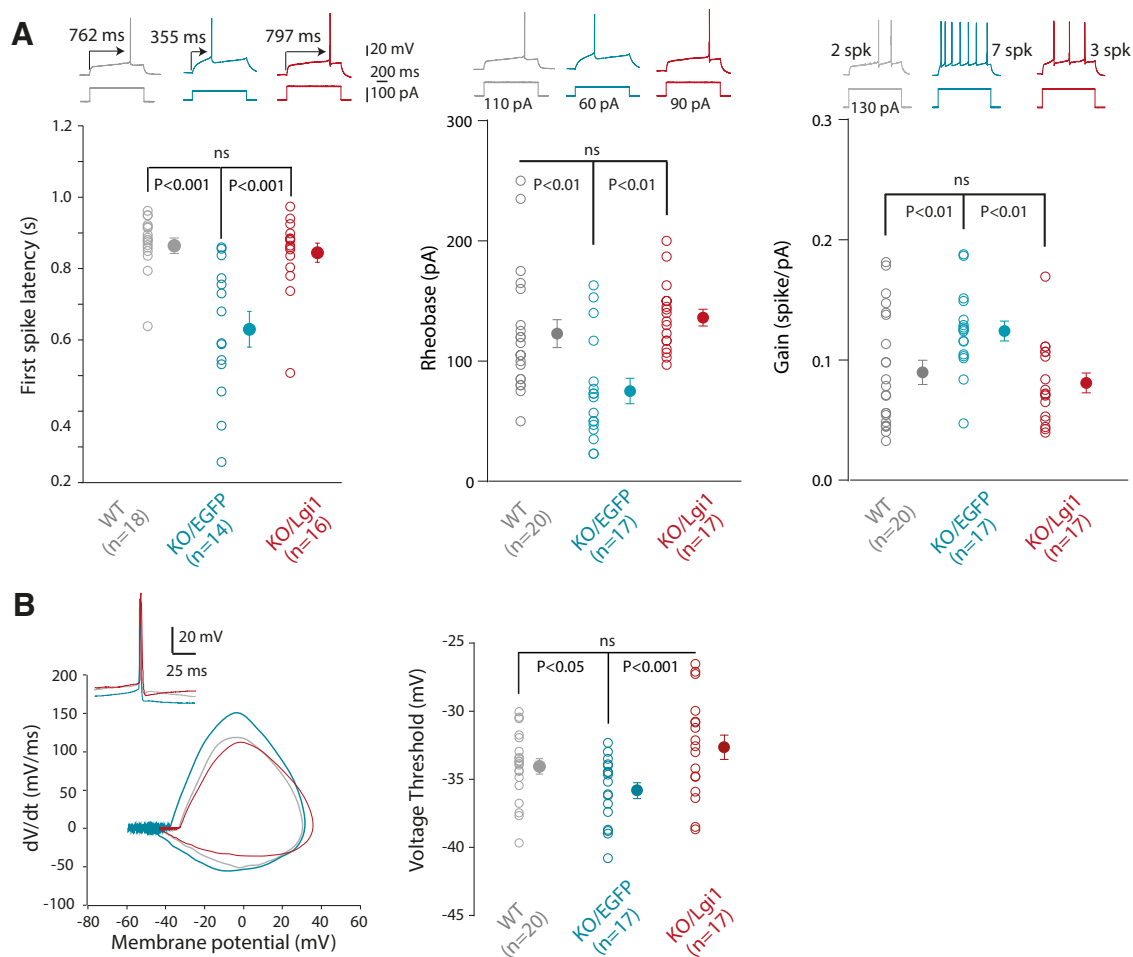 A
762 ms
355 ms
797 ms
20 mV
200 ms
100 pA
110 pA
60 pA
90 pA
2 spk
7 spk
3 spk
130 pA
First spike latency (s)
1.2
1.0
0.8
0.6
0.4
0.2
ns
P<0.001
P<0.001
WT
(n=18)
KO/EGFP
(n=14)
KO/Lgi1
(n=16)
Rheobase (pA)
300
200
100
0
ns
P<0.01
P<0.01
WT
(n=20)
KO/EGFP
(n=17)
KO/Lgi1
(n=17)
Gain (spike/pA)
0.3
0.2
0.1
0.0
ns
P<0.01
P<0.01
WT
(n=20)
KO/EGFP
(n=17)
KO/Lgi1
(n=17)
B
20 mV
25 ms
dV/dt (mV/ms)
200
150
100
50
0
-50
-100
-80
-60
-40
-20
0
20
40
60
Membrane potential (mV)
Voltage Threshold (mV)
-25
-30
-35
-40
-45
ns
P<0.05
P<0.001
WT
(n=20)
KO/EGFP
(n=17)
KO/Lgi1
(n=17)